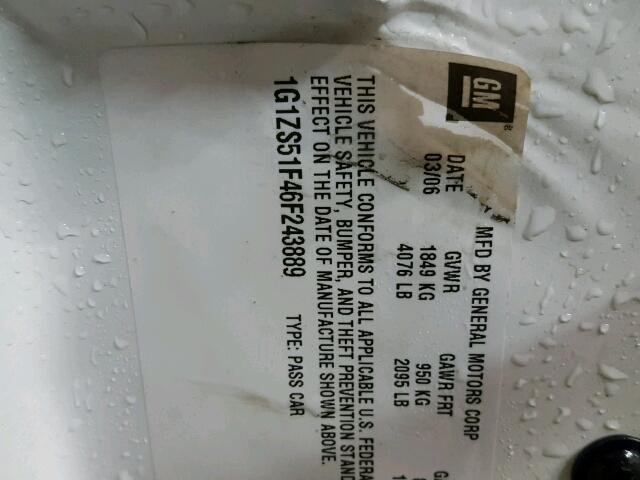 GM ®
MFD BY GENERAL MOTORS CORP
DATE GVWR GAWR FRT
03/06 1849 KG 950 KG
4076 LB 2095 LB
THIS VEHICLE CONFORMS TO ALL APPLICABLE U.S. FEDERA
VEHICLE SAFETY, BUMPER, AND THEFT PREVENTION STAND
EFFECT ON THE DATE OF MANUFACTURE SHOWN ABOVE.
1G1ZS51F46F243889 TYPE: PASS CAR